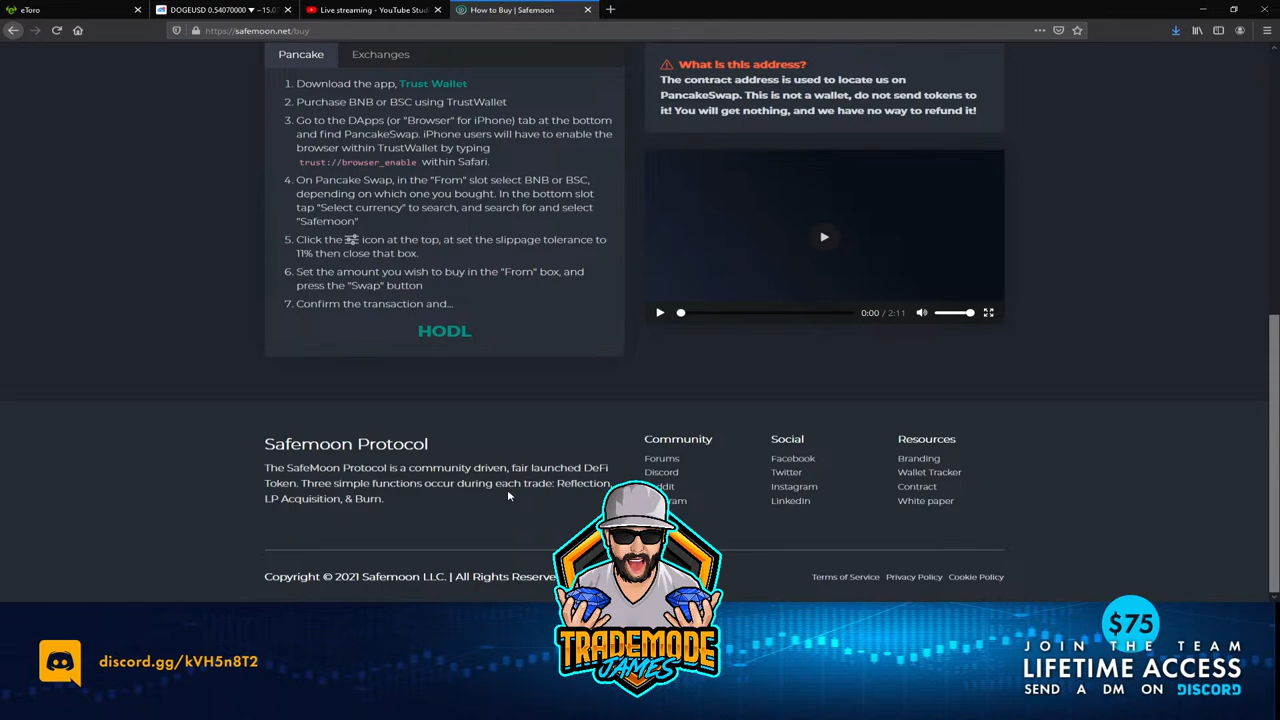 eToro
DOGEUSD 0.54070000 ▼ −15.0
Live streaming - YouTube Stud
How to Buy | Safemoon
https://safemoon.net/buy
Pancake
Exchanges
1. Download the app, Trust Wallet
2. Purchase BNB or BSC using TrustWallet
3. Go to the DApps (or "Browser" for iPhone) tab at the bottom
and find PancakeSwap. iPhone users will have to enable the
browser within TrustWallet by typing
trust://browser_enable within Safari.
4. On Pancake Swap, in the "From" slot select BNB or BSC,
depending on which one you bought. In the bottom slot
tap "Select currency" to search, and search for and select
"Safemoon"
5. Click the icon at the top, at set the slippage tolerance to
11% then close that box.
6. Set the amount you wish to buy in the "From" box, and
press the "Swap" button
7. Confirm the transaction and...
HODL
What is this address?
The contract address is used to locate us on
PancakeSwap. This is not a wallet, do not send tokens to
it! You will get nothing, and we have no way to refund it!
0:00 / 2:11
Safemoon Protocol
The SafeMoon Protocol is a community driven, fair launched DeFi
Token. Three simple functions occur during each trade: Reflection,
LP Acquisition, & Burn.
Community
Forums
Discord
Social
Facebook
Twitter
Instagram
LinkedIn
Resources
Branding
Wallet Tracker
Contract
White paper
Copyright © 2021 Safemoon LLC. | All Rights Reserve
Terms of Service
Privacy Policy
Cookie Policy
discord.gg/kVH5n8T2
TRADEMODE
JAMES
$75
JOIN THE TEAM
LIFETIME ACCESS
SEND A DM ON DISCORD